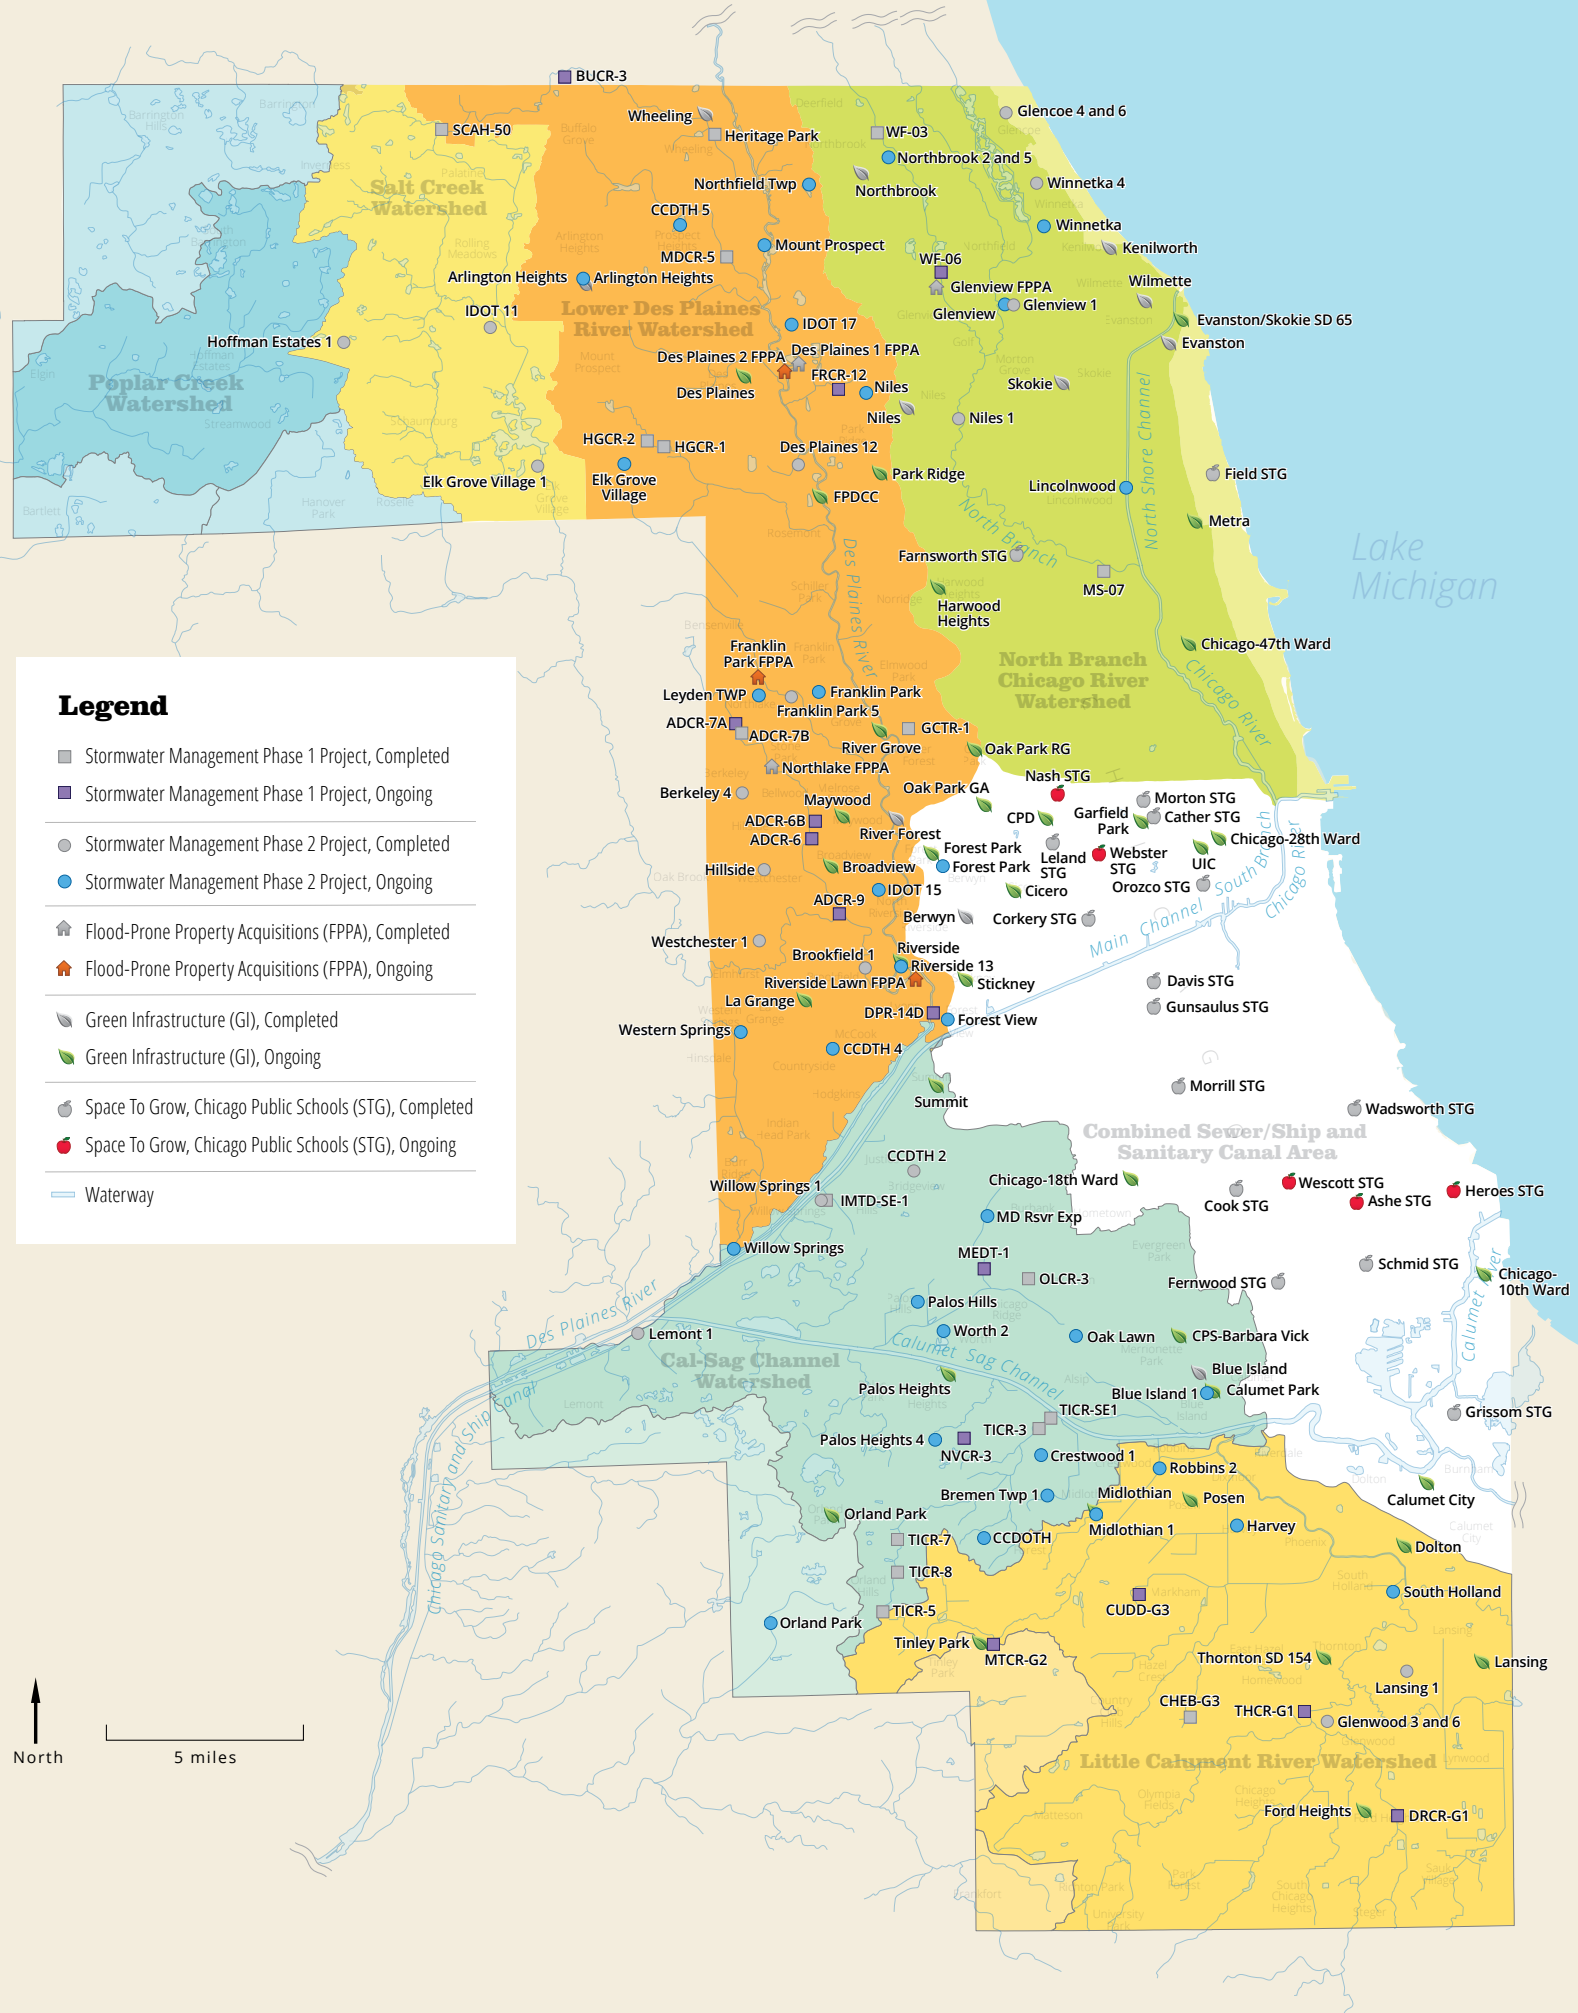 BUCR-3
Wheeling
Heritage Park
SCAH-50
WF-03
Glencoe 4 and 6
Northbrook 2 and 5
Northbrook
Northfield Twp
Winnetka 4
Winnetka
Kenilworth
Salt Creek
Watershed
CCDTH 5
Mount Prospect
MDCR-5
WF-06
Glenview FPPA
Wilmette
Arlington Heights
Arlington Heights
Glenview
Glenview 1
Lower Des Plaines
River Watershed
IDOT 11
IDOT 17
Evanston/Skokie SD 65
Evanston
Hoffman Estates 1
Des Plaines 2 FPPA
Des Plaines 1 FPPA
FRCR-12
Des Plaines
Niles
Niles
Niles 1
Skokie
Poplar Creek
Watershed
HGCR-2
HGCR-1
Des Plaines 12
Elk Grove Village 1
Elk Grove
Village
Park Ridge
FPDCC
Lincolnwood
North Shore Channel
Field STG
Metra
North Branch
Farnsworth STG
MS-07
Lake
Michigan
Des Plaines River
Harwood
Heights
Chicago-47th Ward
North Branch
Chicago River
Watershed
Chicago River
Franklin
Park FPPA
Leyden TWP
Franklin Park
Franklin Park 5
ADCR-7A
ADCR-7B
GCTR-1
River Grove
Northlake FPPA
Oak Park RG
Berkeley 4
Maywood
Oak Park GA
Nash STG
ADCR-6B
ADCR-6
River Forest
CPD
Garfield
Park
Morton STG
Cather STG
Chicago-28th Ward
UIC
Hillside
Broadview
Forest Park
Forest Park
Leland
STG
Webster
STG
Orozco STG
IDOT 15
Cicero
ADCR-9
Berwyn
Corkery STG
Main Channel
South Branch
Chicago River
Westchester 1
Brookfield 1
Riverside
Riverside 13
Riverside Lawn FPPA
Stickney
Davis STG
Gunsaulus STG
La Grange
DPR-14D
Forest View
Western Springs
CCDTH 4
Summit
Morrill STG
Wadsworth STG
Combined Sewer/Ship and
Sanitary Canal Area
CCDTH 2
Chicago-18th Ward
Willow Springs 1
IMTD-SE-1
Wescott STG
Cook STG
Ashe STG
Heroes STG
MD Rsvr Exp
Willow Springs
MEDT-1
OLCR-3
Schmid STG
Fernwood STG
Chicago-
10th Ward
Calumet River
Palos Hills
Worth 2
Oak Lawn
CPS-Barbara Vick
Des Plaines River
Lemont 1
Calumet Sag Channel
Cal-Sag Channel
Watershed
Palos Heights
Blue Island
Blue Island 1
Calumet Park
TICR-SE1
TICR-3
Grissom STG
Chicago Sanitary and Ship Canal
Palos Heights 4
NVCR-3
Crestwood 1
Robbins 2
Bremen Twp 1
Midlothian
Midlothian 1
Posen
Calumet City
Orland Park
Harvey
TICR-7
CCDOTH
Dolton
TICR-8
TICR-5
CUDD-G3
South Holland
Orland Park
Tinley Park
MTCR-G2
Thornton SD 154
Lansing
Lansing 1
CHEB-G3
THCR-G1
Glenwood 3 and 6
Little Calument River Watershed
Ford Heights
DRCR-G1
Legend
Stormwater Management Phase 1 Project, Completed
Stormwater Management Phase 1 Project, Ongoing
Stormwater Management Phase 2 Project, Completed
Stormwater Management Phase 2 Project, Ongoing
Flood-Prone Property Acquisitions (FPPA), Completed
Flood-Prone Property Acquisitions (FPPA), Ongoing
Green Infrastructure (GI), Completed
Green Infrastructure (GI), Ongoing
Space To Grow, Chicago Public Schools (STG), Completed
Space To Grow, Chicago Public Schools (STG), Ongoing
Waterway
North
5 miles